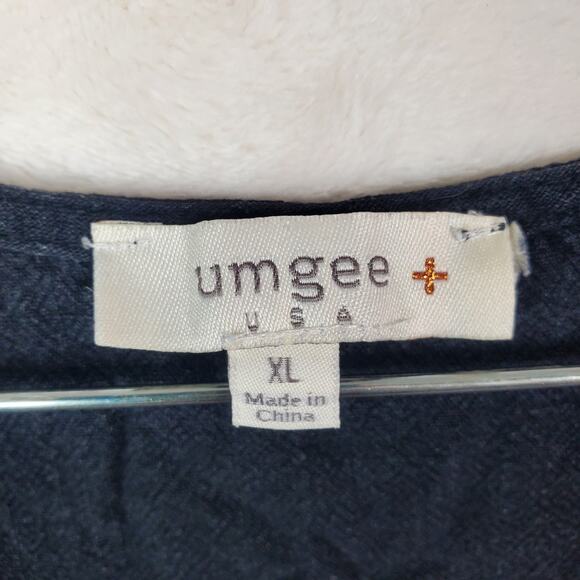 umgee +
USA
XL
Made in
China